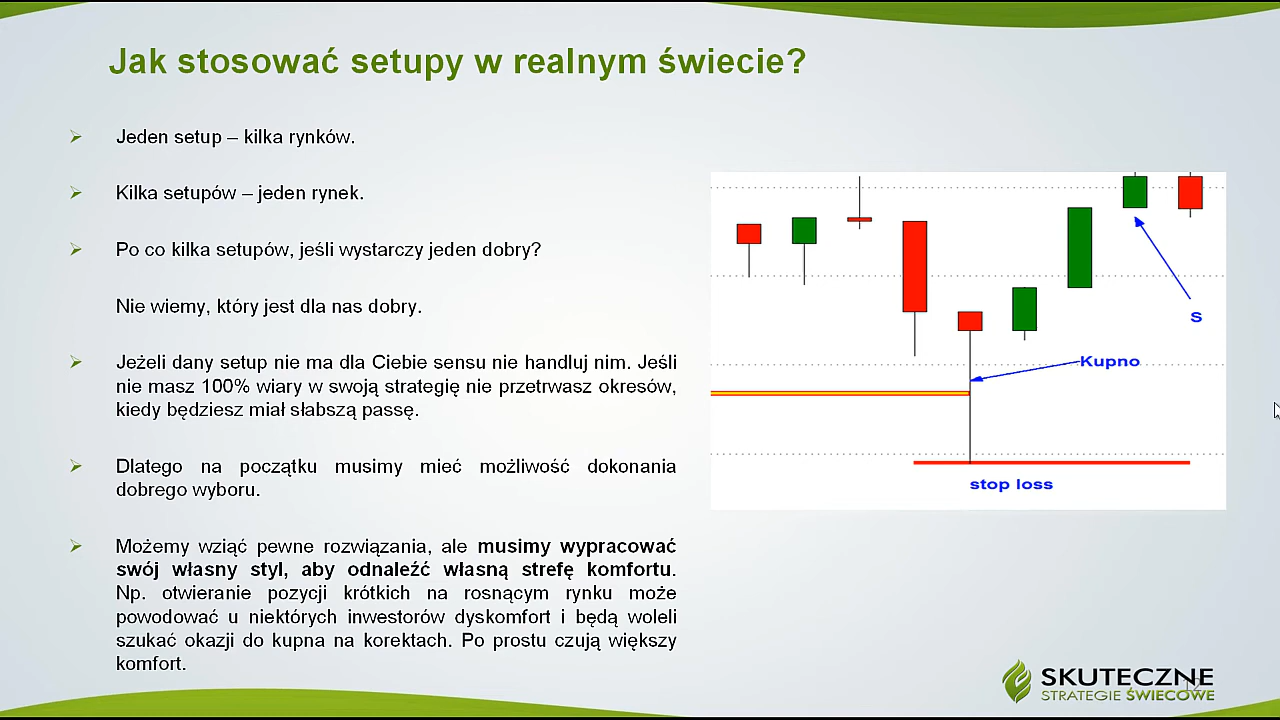 Jak stosować setupy w realnym świecie?
Jeden setup – kilka rynków.
Kilka setupów – jeden rynek.
Po co kilka setupów, jeśli wystarczy jeden dobry?
Nie wiemy, który jest dla nas dobry.
Jeżeli dany setup nie ma dla Ciebie sensu nie handluj nim. Jeśli
nie masz 100% wiary w swoją strategię nie przetrwasz okresów,
kiedy będziesz miał słabszą passę.
Dlatego na początku musimy mieć możliwość dokonania
dobrego wyboru.
Możemy wziąć pewne rozwiązania, ale musimy wypracować
swój własny styl, aby odnaleźć własną strefę komfortu.
Np. otwieranie pozycji krótkich na rosnącym rynku może
powodować u niektórych inwestorów dyskomfort i będą woleli
szukać okazji do kupna na korektach. Po prostu czują większy
komfort.
S
Kupno
stop loss
SKUTECZNE
STRATEGIE ŚWIECOWE
12